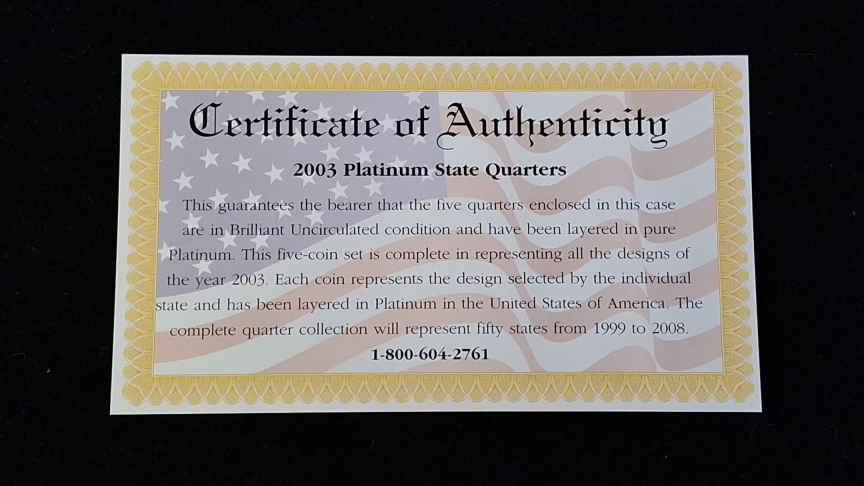 Certificate of Authenticity
2003 Platinum State Quarters
This guarantees the bearer that the five quarters enclosed in this case
are in Brilliant Uncirculated condition and have been layered in pure
Platinum. This five-coin set is complete in representing all the designs of
the year 2003. Each coin represents the design selected by the individual
state and has been layered in Platinum in the United States of America. The
complete quarter collection will represent fifty states from 1999 to 2008.
1-800-604-2761